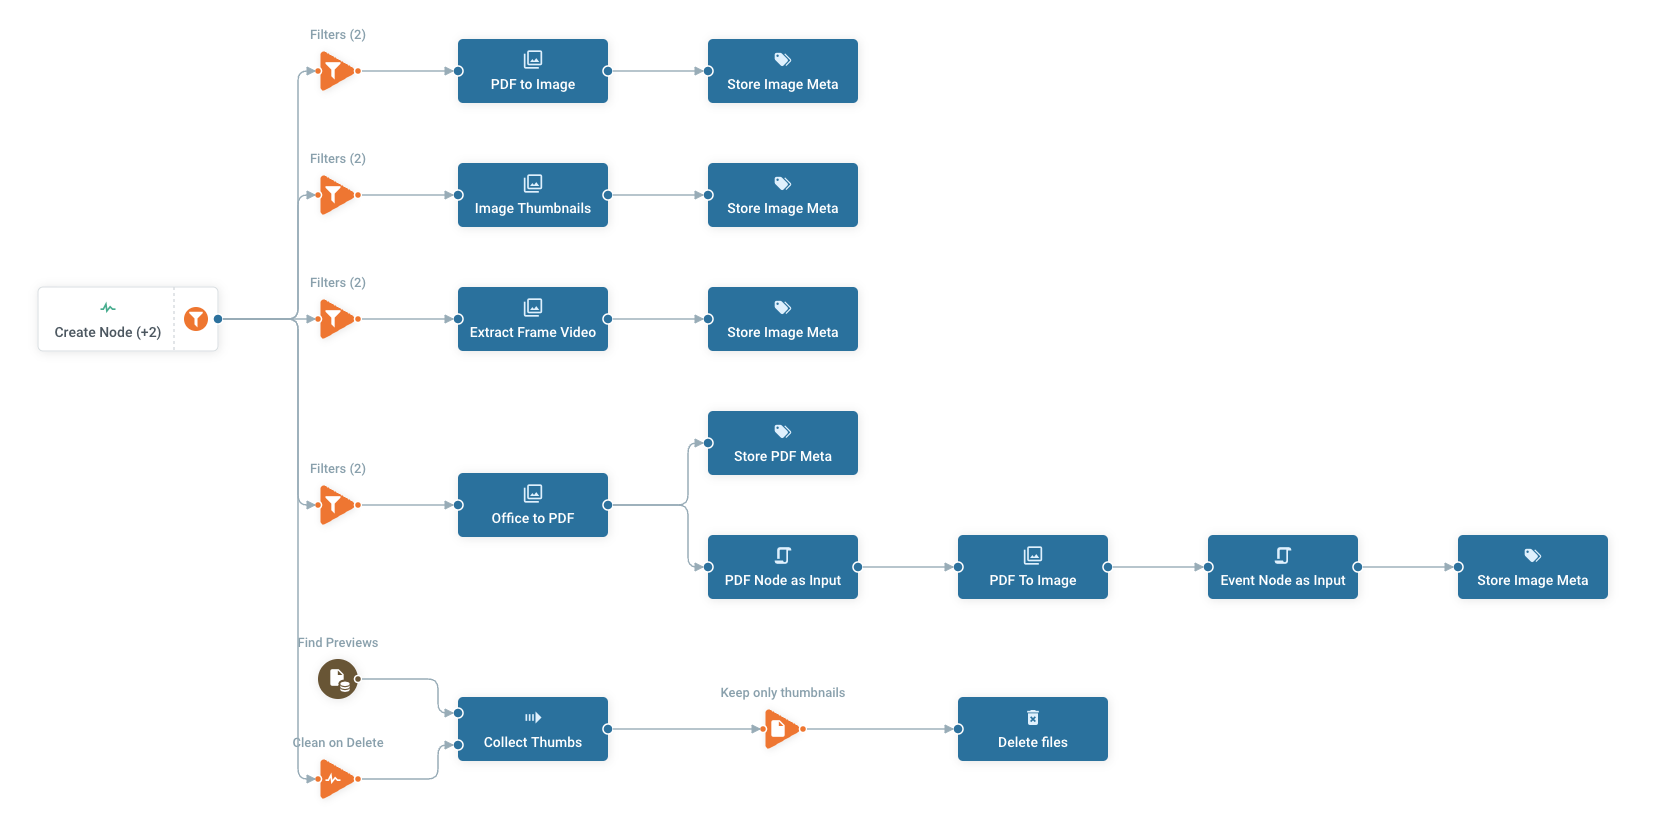 Filters (2)
PDF to Image
Store Image Meta
Filters (2)
Image Thumbnails
Store Image Meta
Filters (2)
Create Node (+2)
Extract Frame Video
Store Image Meta
Store PDF Meta
Filters (2)
Office to PDF
PDF Node as Input
PDF To Image
Event Node as Input
Store Image Meta
Find Previews
Keep only thumbnails
Clean on Delete
Collect Thumbs
Delete files